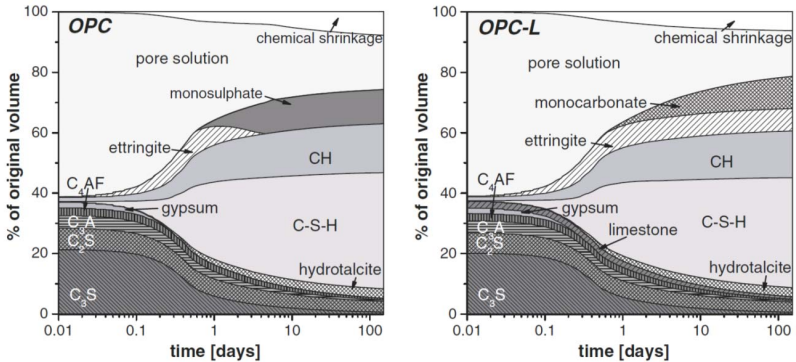 OPC
chemical shrinkage
pore solution
monosulphate
ettringite
CH
C₄AF
gypsum
C₃A
C₂S
C-S-H
hydrotalcite
C₃S
% of original volume
100
80
60
40
20
0
0.01
0.1
1
10
100
time [days]
OPC-L
chemical shrinkage
pore solution
monocarbonate
ettringite
CH
C₄AF
gypsum
C₃A
C₂S
limestone
C-S-H
hydrotalcite
C₃S
% of original volume
100
80
60
40
20
0
0.01
0.1
1
10
100
time [days]